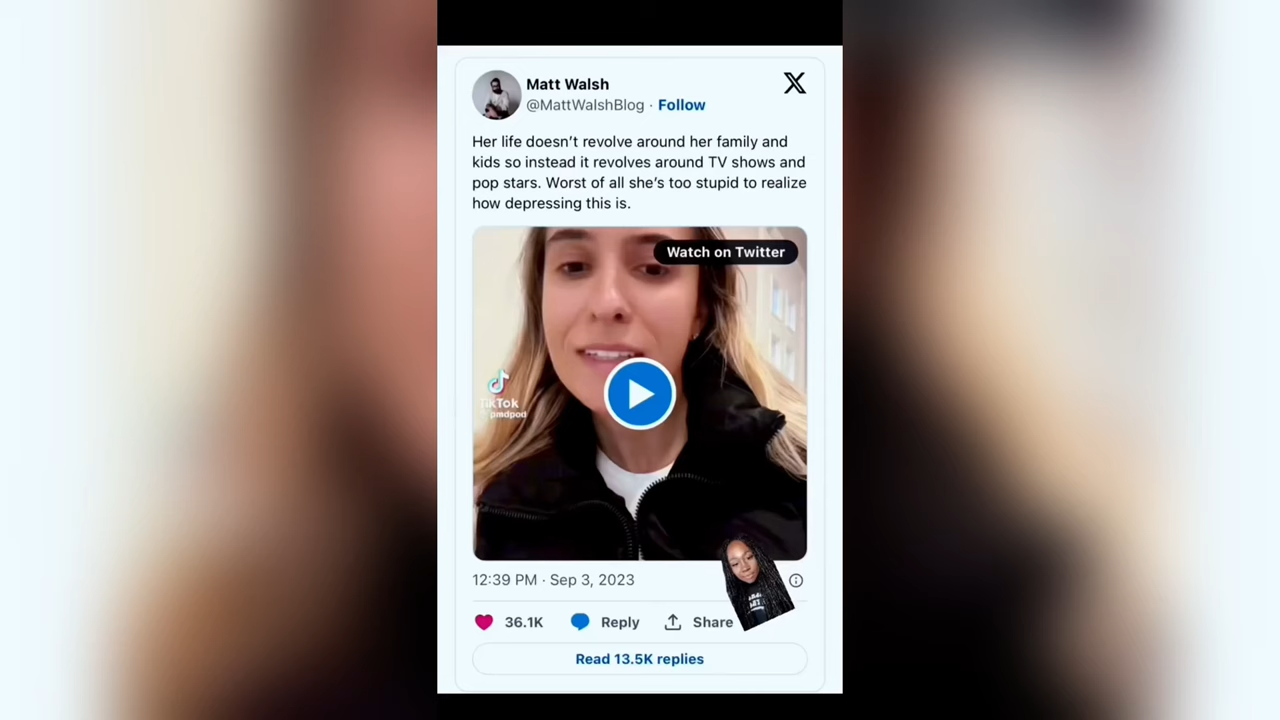 Matt Walsh
@MattWalshBlog · Follow
Her life doesn’t revolve around her family and
kids so instead it revolves around TV shows and
pop stars. Worst of all she’s too stupid to realize
how depressing this is.
Watch on Twitter
TikTok
pmdpod
12:39 PM · Sep 3, 2023
36.1K Reply Share
Read 13.5K replies